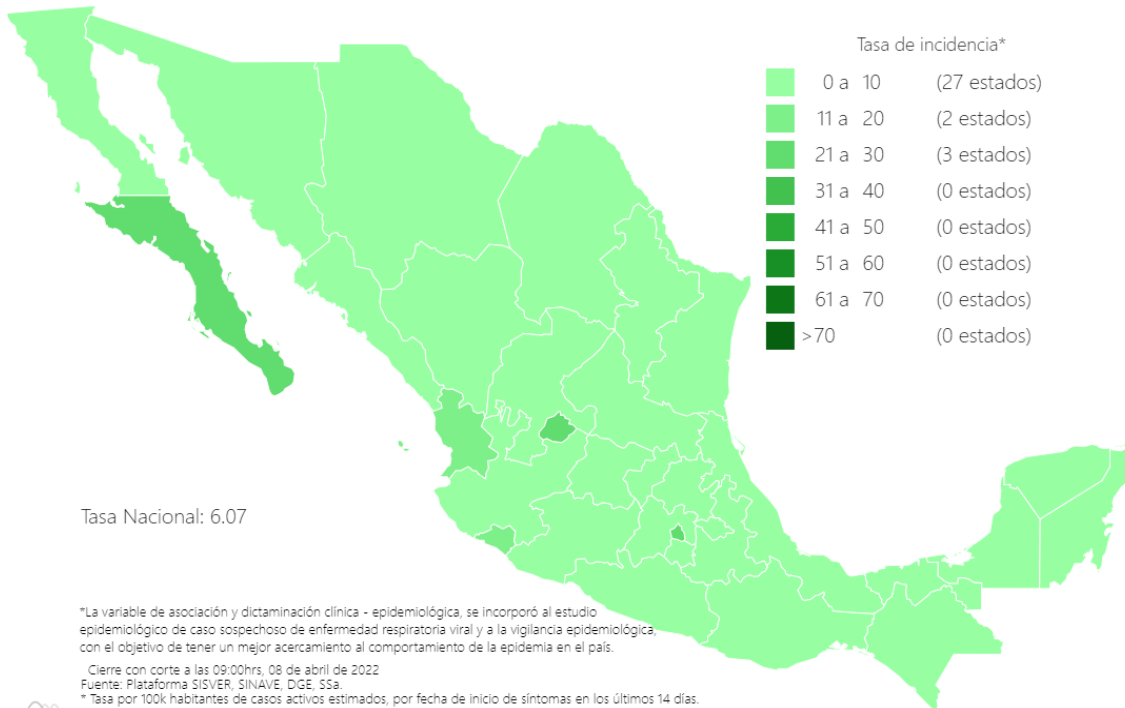 Tasa de incidencia*
0 a 10 (27 estados)
11 a 20 (2 estados)
21 a 30 (3 estados)
31 a 40 (0 estados)
41 a 50 (0 estados)
51 a 60 (0 estados)
61 a 70 (0 estados)
>70 (0 estados)
Tasa Nacional: 6.07
*La variable de asociación y dictaminación clínica - epidemiológica, se incorporó al estudio
epidemiológico de caso sospechoso de enfermedad respiratoria viral y a la vigilancia epidemiológica,
con el objetivo de tener un mejor acercamiento al comportamiento de la epidemia en el país.
Cierre con corte a las 09:00hrs, 08 de abril de 2022
Fuente: Plataforma SISVER, SINAVE, DGE, SSa.
* Tasa por 100k habitantes de casos activos estimados, por fecha de inicio de síntomas en los últimos 14 días.